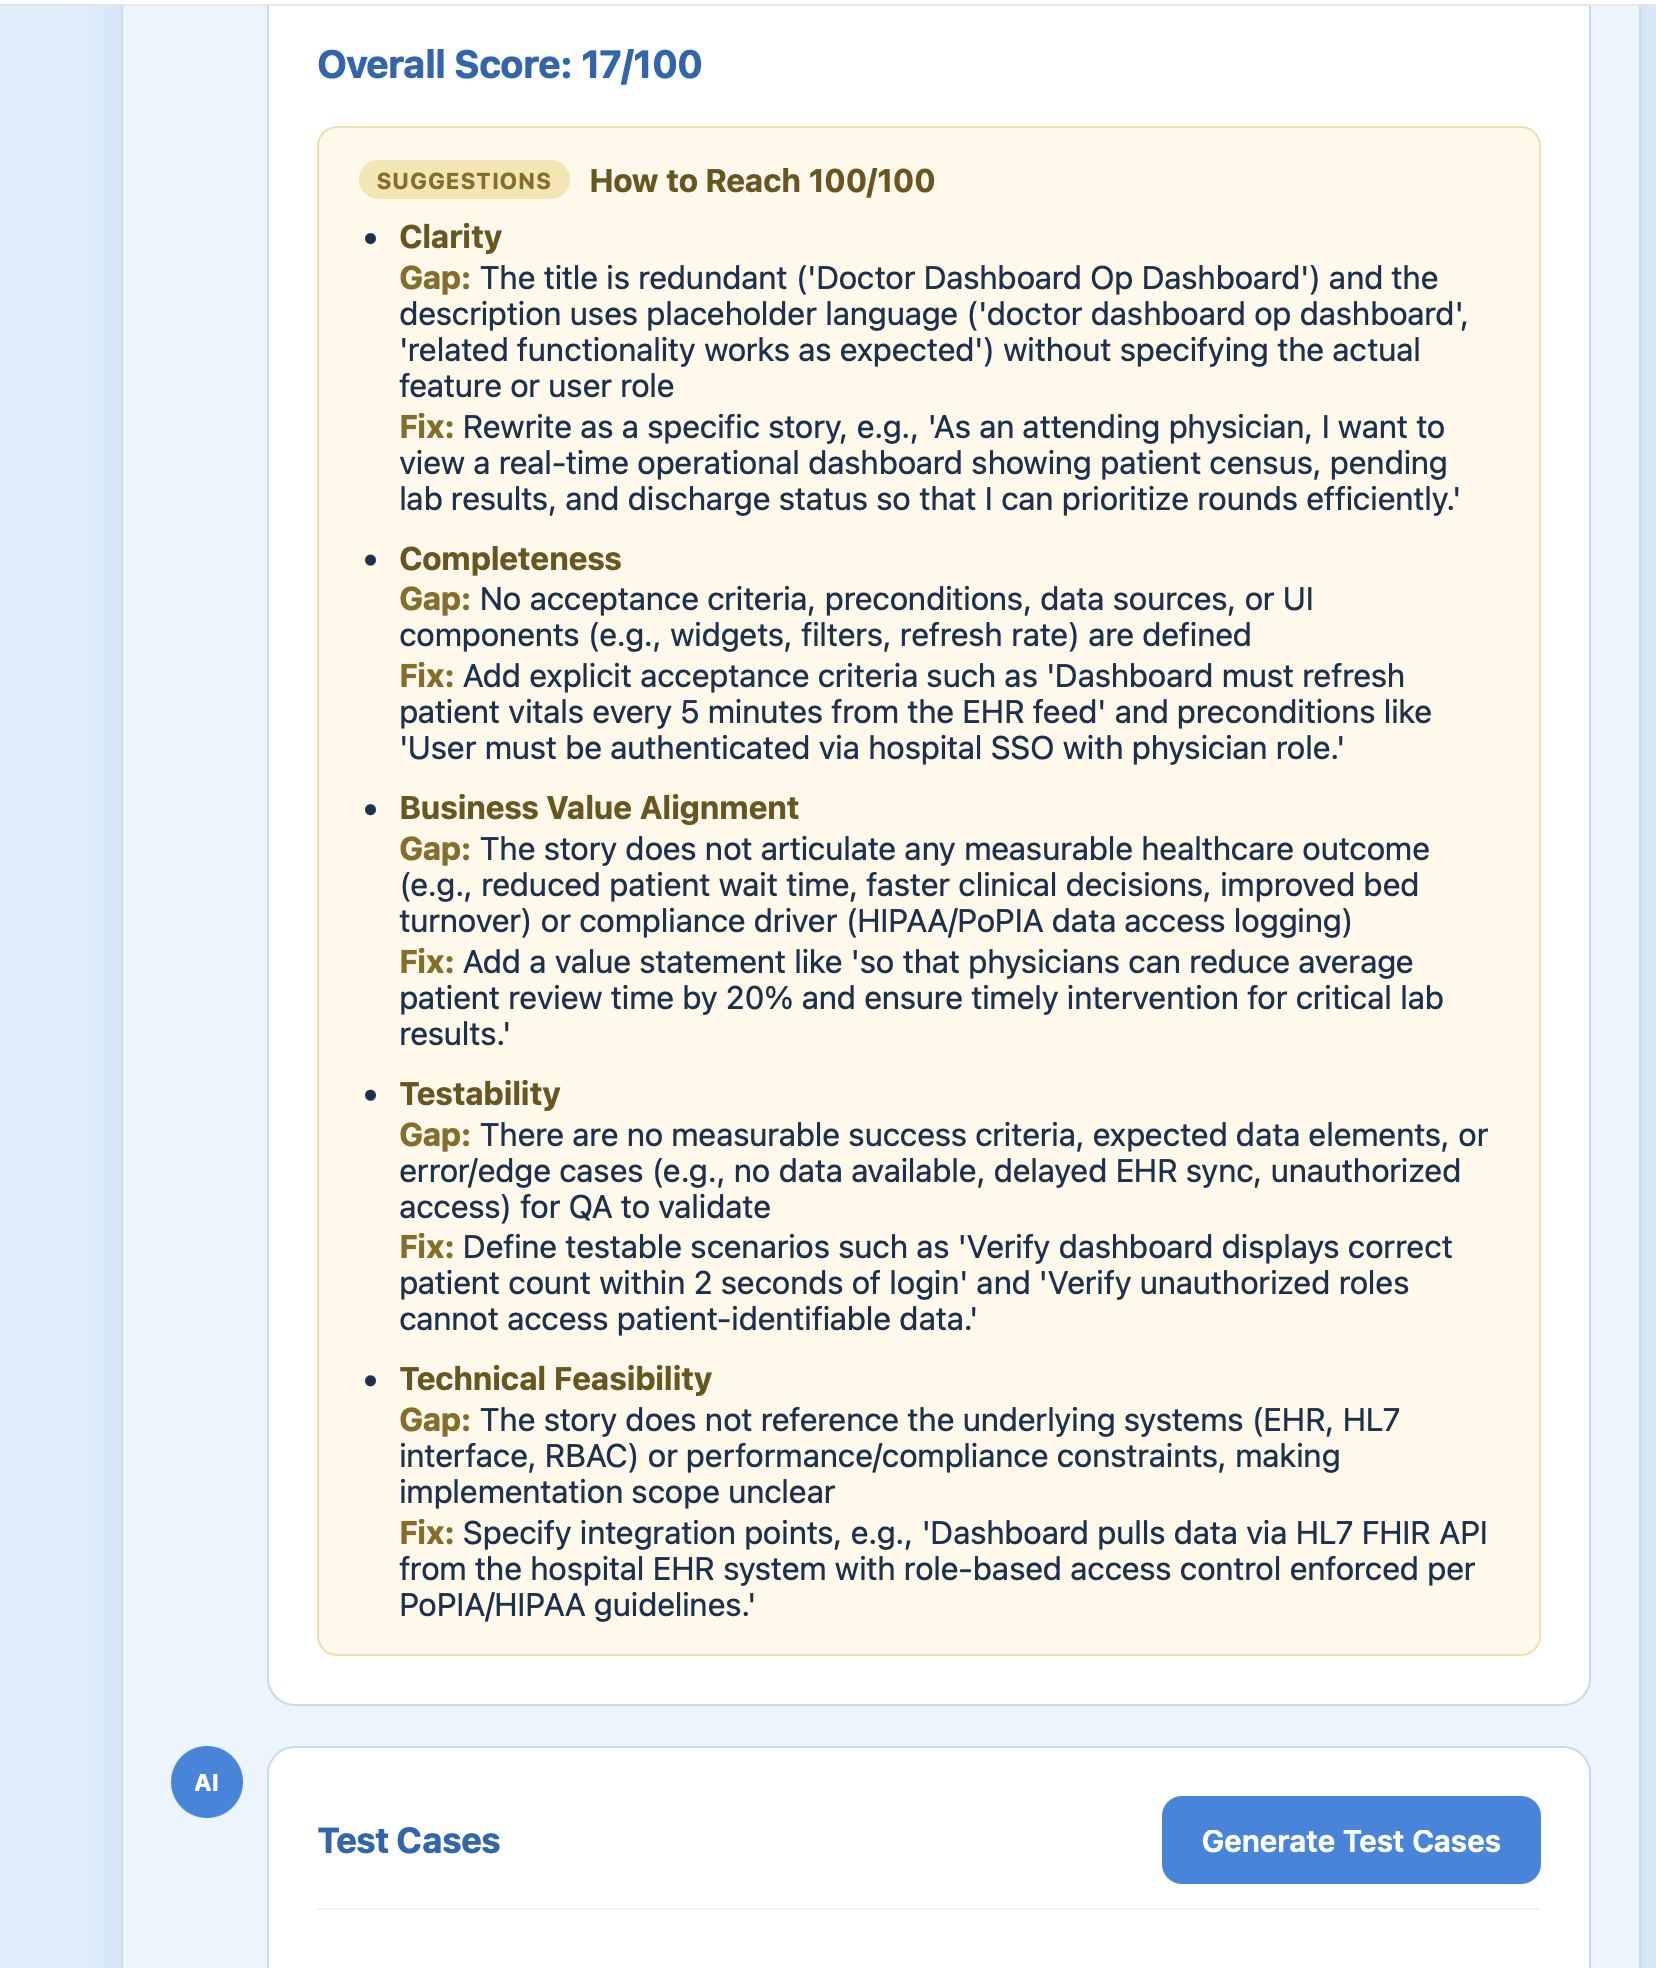 Overall Score: 17/100
SUGGESTIONS How to Reach 100/100
• Clarity
Gap: The title is redundant ('Doctor Dashboard Op Dashboard') and the
description uses placeholder language ('doctor dashboard op dashboard',
'related functionality works as expected') without specifying the actual
feature or user role
Fix: Rewrite as a specific story, e.g., 'As an attending physician, I want to
view a real-time operational dashboard showing patient census, pending
lab results, and discharge status so that I can prioritize rounds efficiently.'
• Completeness
Gap: No acceptance criteria, preconditions, data sources, or UI
components (e.g., widgets, filters, refresh rate) are defined
Fix: Add explicit acceptance criteria such as 'Dashboard must refresh
patient vitals every 5 minutes from the EHR feed' and preconditions like
'User must be authenticated via hospital SSO with physician role.'
• Business Value Alignment
Gap: The story does not articulate any measurable healthcare outcome
(e.g., reduced patient wait time, faster clinical decisions, improved bed
turnover) or compliance driver (HIPAA/PoPIA data access logging)
Fix: Add a value statement like 'so that physicians can reduce average
patient review time by 20% and ensure timely intervention for critical lab
results.'
• Testability
Gap: There are no measurable success criteria, expected data elements, or
error/edge cases (e.g., no data available, delayed EHR sync, unauthorized
access) for QA to validate
Fix: Define testable scenarios such as 'Verify dashboard displays correct
patient count within 2 seconds of login' and 'Verify unauthorized roles
cannot access patient-identifiable data.'
• Technical Feasibility
Gap: The story does not reference the underlying systems (EHR, HL7
interface, RBAC) or performance/compliance constraints, making
implementation scope unclear
Fix: Specify integration points, e.g., 'Dashboard pulls data via HL7 FHIR API
from the hospital EHR system with role-based access control enforced per
PoPIA/HIPAA guidelines.'
AI
Test Cases
Generate Test Cases